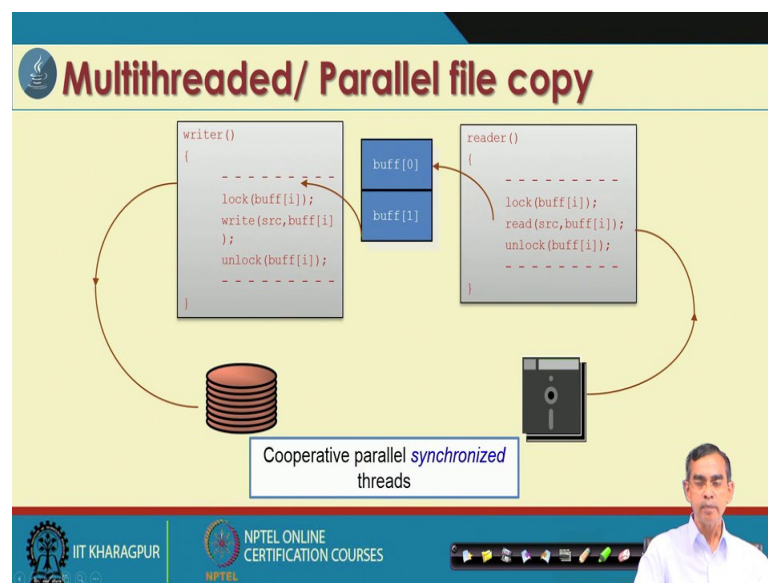 Multithreaded/ Parallel file copy
writer()
{
- - - - - - - - -
lock(buff[i]);
write(src,buff[i]
);
unlock(buff[i]);
- - - - - - - - -
}
buff[0]
buff[1]
reader()
{
- - - - - - - - -
lock(buff[i]);
read(src,buff[i]);
unlock(buff[i]);
- - - - - - - - -
}
Cooperative parallel synchronized
threads
IIT KHARAGPUR
NPTEL
NPTEL ONLINE
CERTIFICATION COURSES